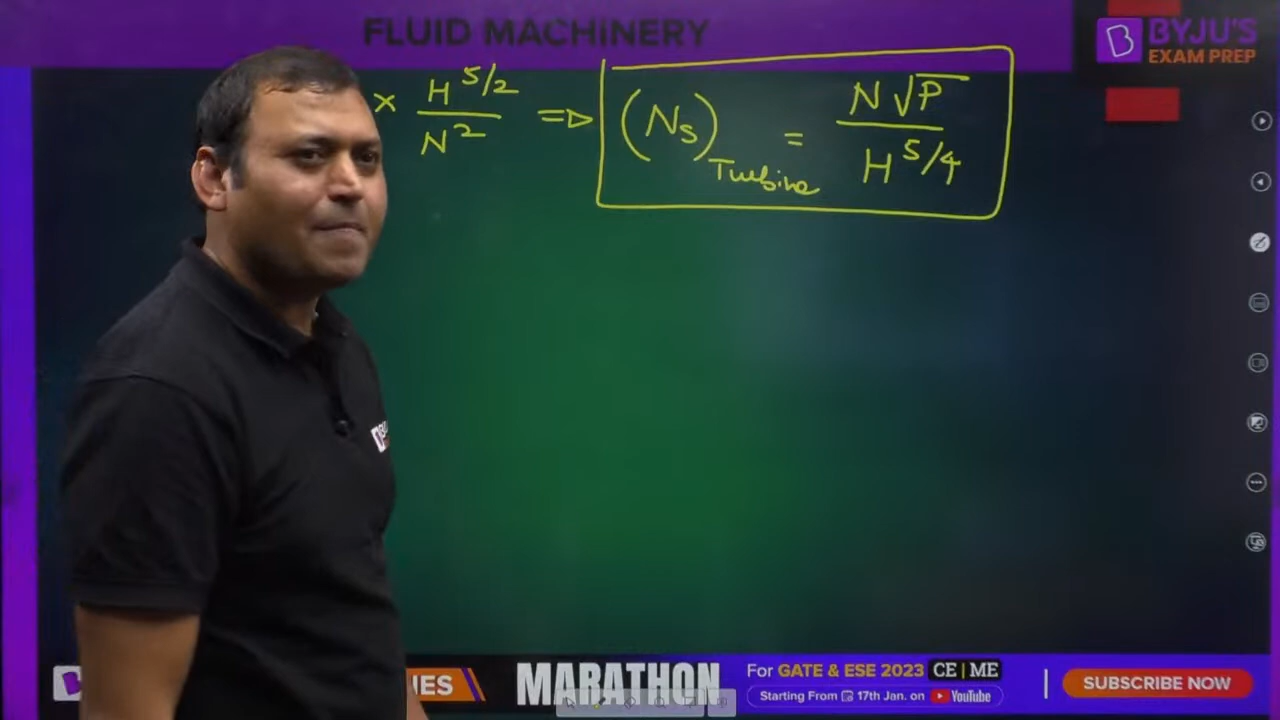 FLUID MACHINERY
BYJU'S
EXAM PREP
× H^5/2 / N^2 => (Ns)Turbine = N √P / H^5/4
IES
MARATHON
For GATE & ESE 2023 CE | ME
Starting From 17th Jan. on YouTube
SUBSCRIBE NOW